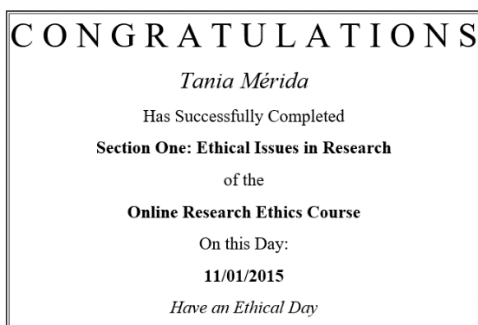 CONGRATULATIONS
Tania Mérida
Has Successfully Completed
Section One: Ethical Issues in Research
of the
Online Research Ethics Course
On this Day:
11/01/2015
Have an Ethical Day